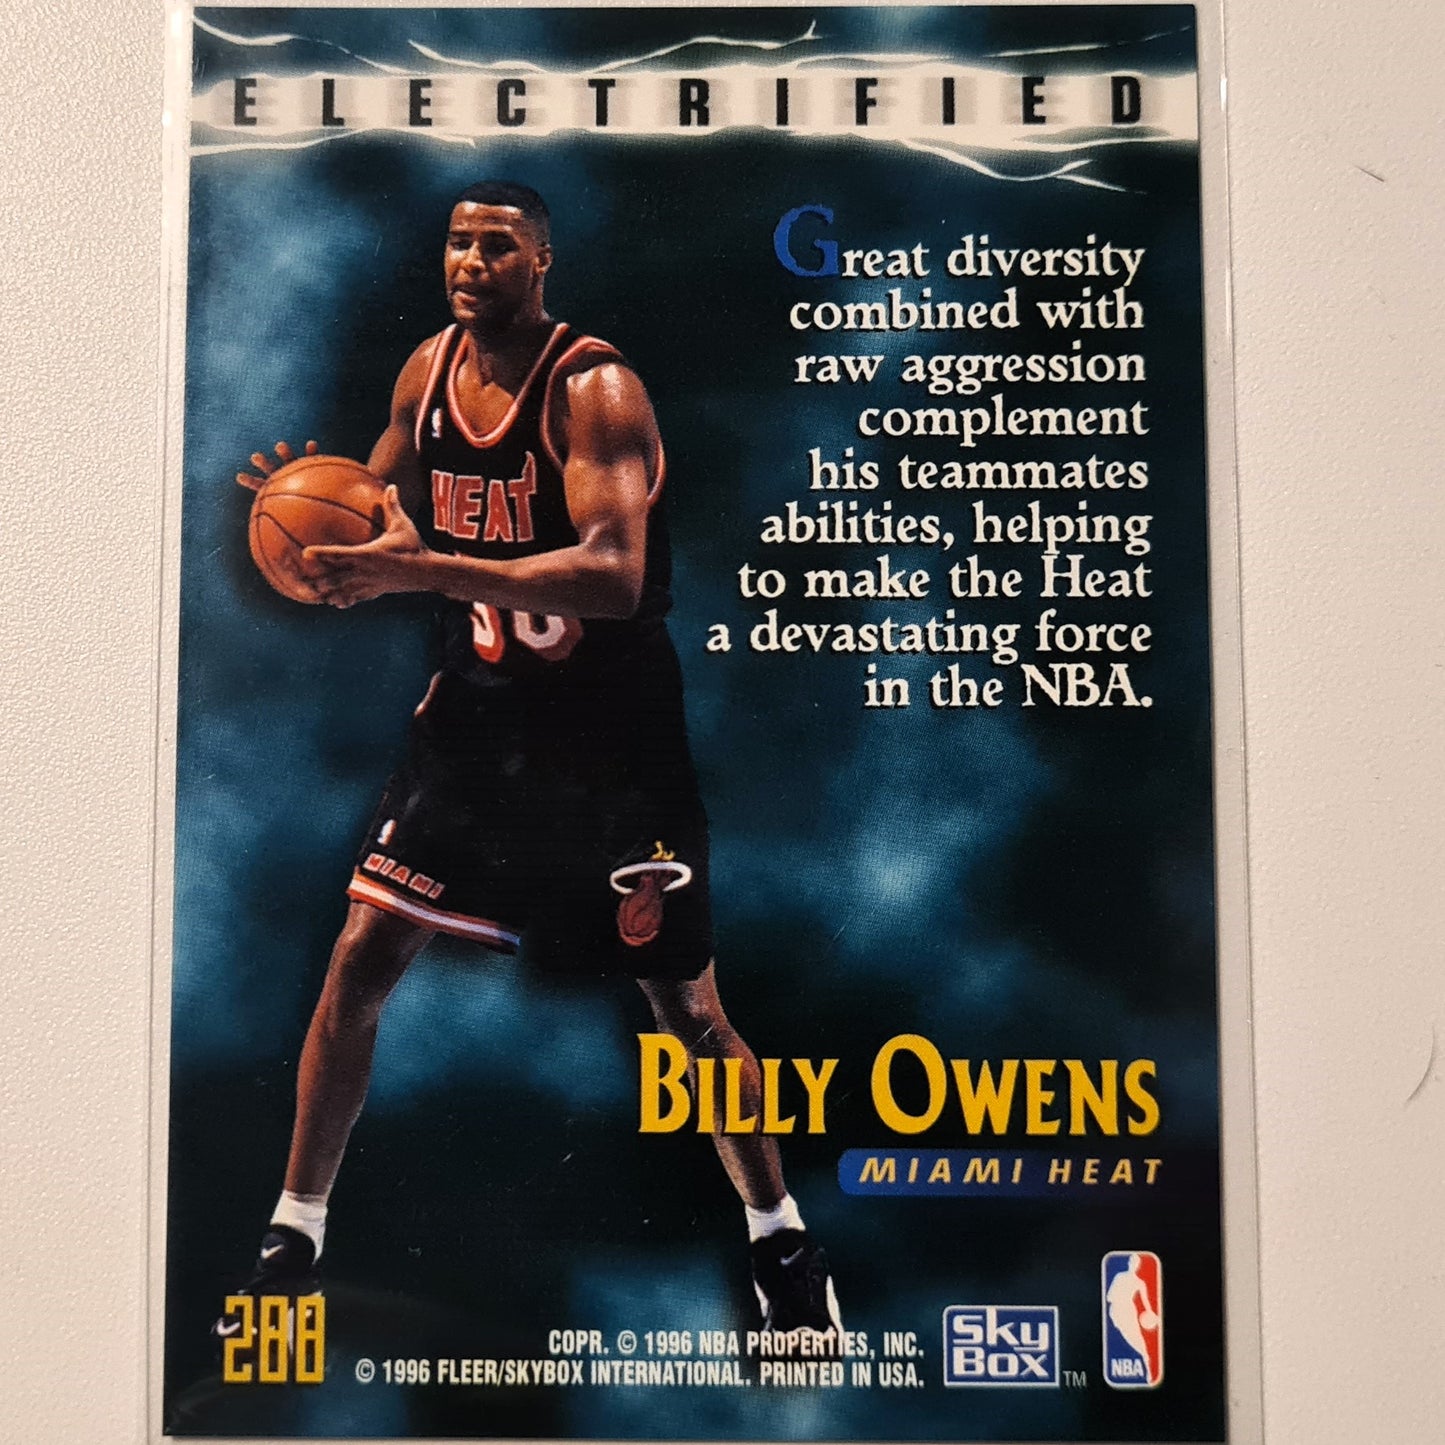 ELECTRIFIED
Great diversity
combined with
raw aggression
complement
his teammates
abilities, helping
to make the Heat
a devastating force
in the NBA.
HEAT
MIAMI
BILLY OWENS
MIAMI HEAT
288
COPR. © 1996 NBA PROPERTIES, INC.
© 1996 FLEER/SKYBOX INTERNATIONAL. PRINTED IN USA.
SKY
BOX TM
NBA